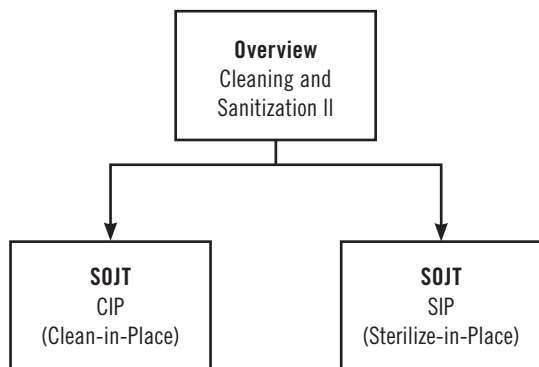 Overview
Cleaning and
Sanitization II
SOJT
CIP
(Clean-in-Place)
SOJT
SIP
(Sterilize-in-Place)